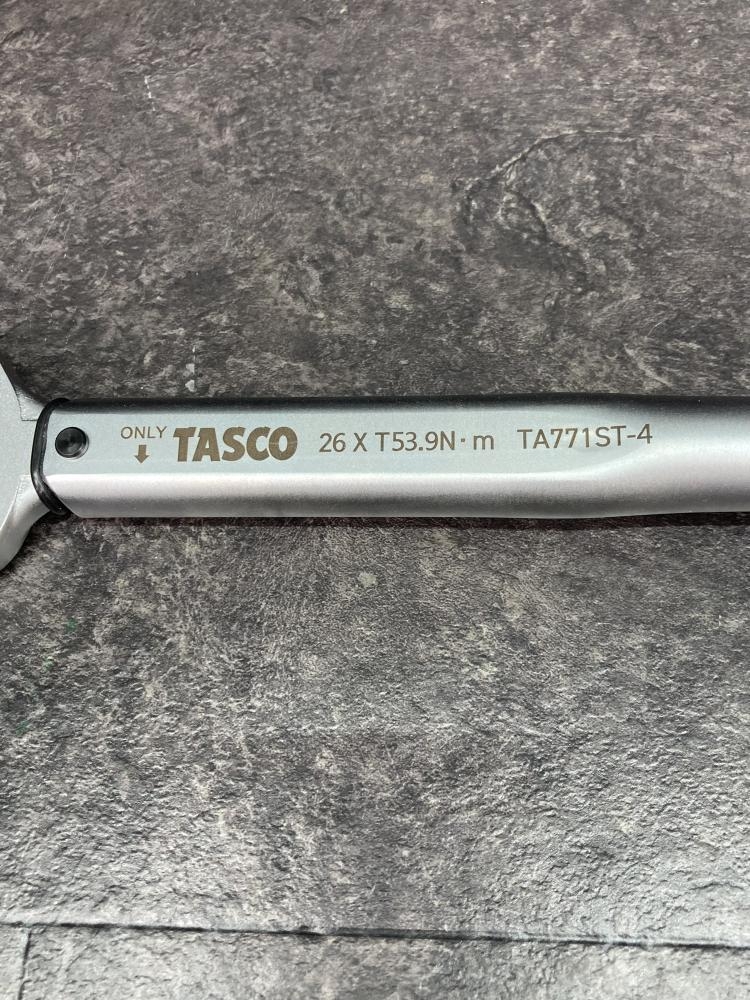 ONLY ↓ TASCO 26 X T53.9N·m TA771ST-4